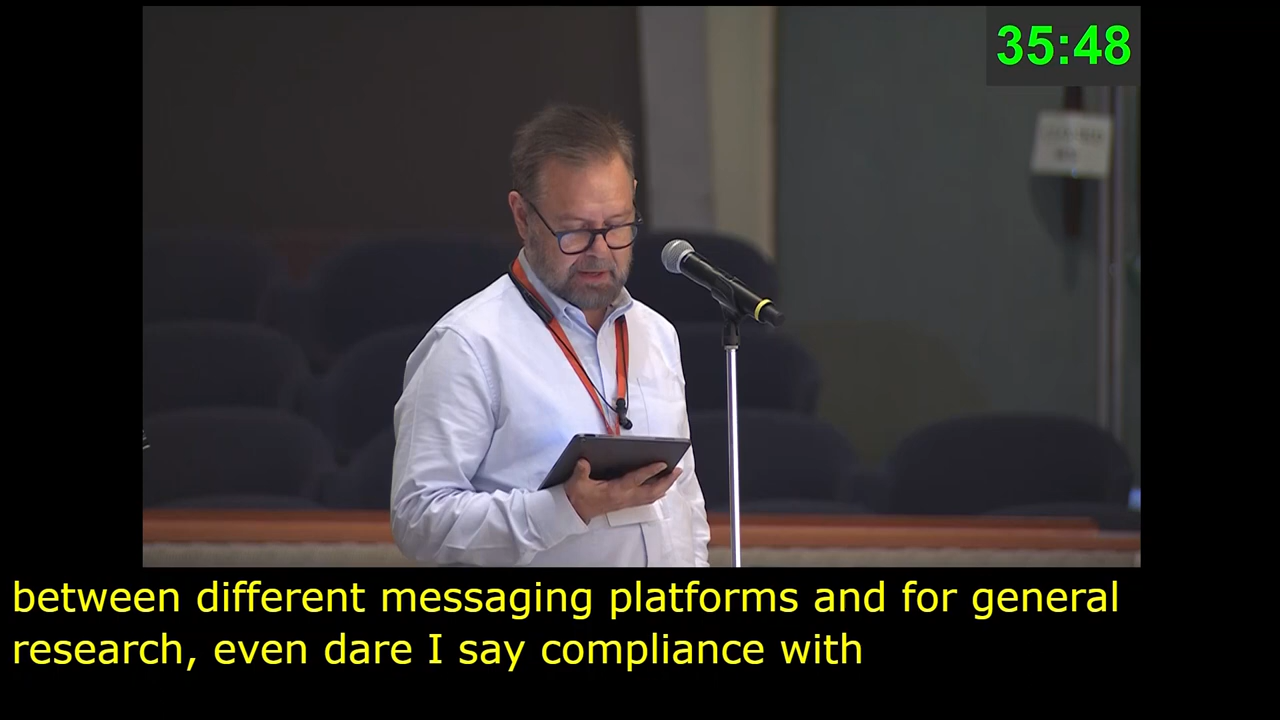 35:48
between different messaging platforms and for general
research, even dare I say compliance with